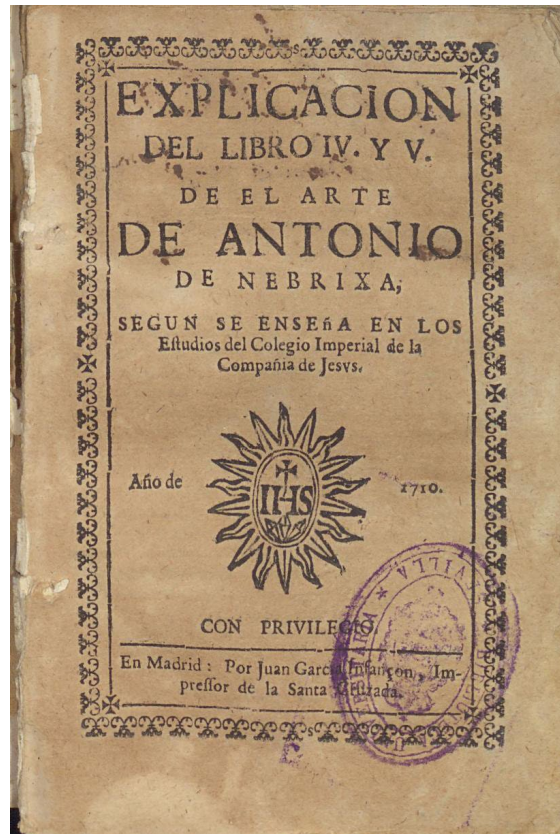 EXPLICACION
DEL LIBRO IV. Y V.
DE EL ARTE
DE ANTONIO
DE NEBRIXA,
SEGUN SE ENSEñA EN LOS
Eſtudios del Colegio Imperial de la
Compañia de Jesvs.
Año de
IHS
1710.
CON PRIVILEGIO.
En Madrid: Por Juan Garcia Infançon, Im-
preſſor de la Santa Cruzada.
VILLA